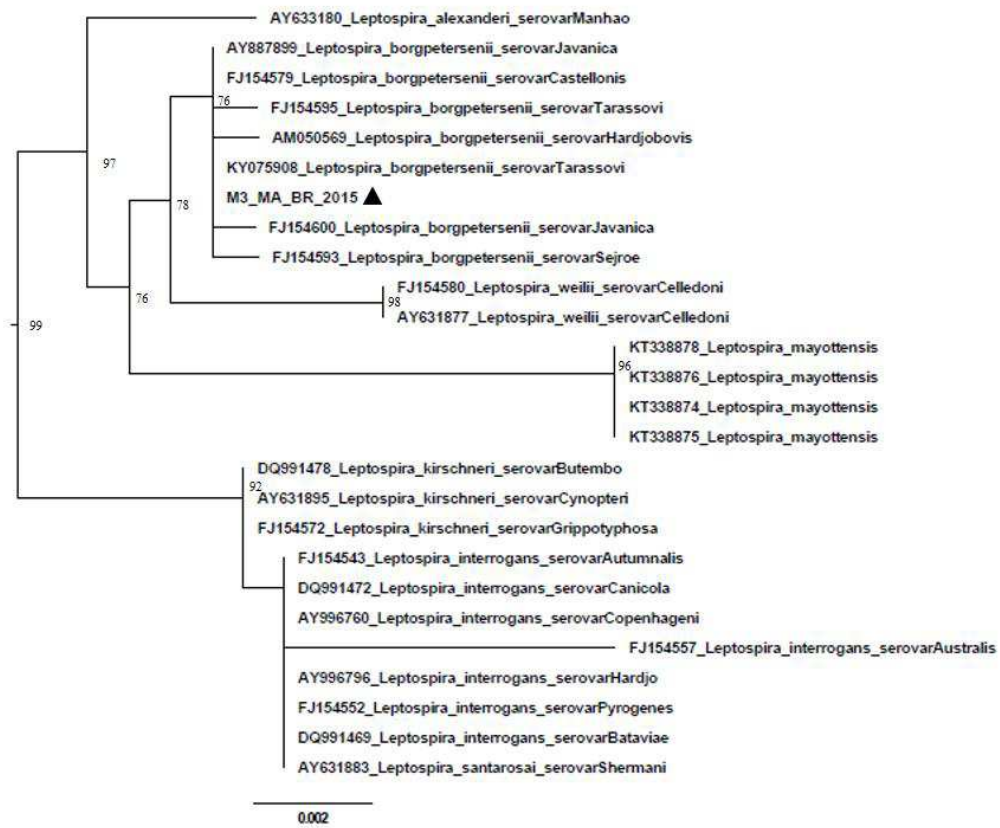 AY633180_Leptospira_alexanderi_serovarManhao
AY887899_Leptospira_borgpetersenii_serovarJavanica
FJ154579_Leptospira_borgpetersenii_serovarCastellonis
76
FJ154595_Leptospira_borgpetersenii_serovarTarassovi
AM050569_Leptospira_borgpetersenii_serovarHardjobovis
97
KY075908_Leptospira_borgpetersenii_serovarTarassovi
M3_MA_BR_2015
78
FJ154600_Leptospira_borgpetersenii_serovarJavanica
FJ154593_Leptospira_borgpetersenii_serovarSejroe
FJ154580_Leptospira_weilii_serovarCelledoni
76
98
AY631877_Leptospira_weilii_serovarCelledoni
99
KT338878_Leptospira_mayottensis
96
KT338876_Leptospira_mayottensis
KT338874_Leptospira_mayottensis
KT338875_Leptospira_mayottensis
DQ991478_Leptospira_kirschneri_serovarButembo
92
AY631895_Leptospira_kirschneri_serovarCynopteri
FJ154572_Leptospira_kirschneri_serovarGrippotyphosa
FJ154543_Leptospira_interrogans_serovarAutumnalis
DQ991472_Leptospira_interrogans_serovarCanicola
AY996760_Leptospira_interrogans_serovarCopenhageni
FJ154557_Leptospira_interrogans_serovarAustralis
AY996796_Leptospira_interrogans_serovarHardjo
FJ154552_Leptospira_interrogans_serovarPyrogenes
DQ991469_Leptospira_interrogans_serovarBataviae
AY631883_Leptospira_santarosai_serovarShermani
0.002